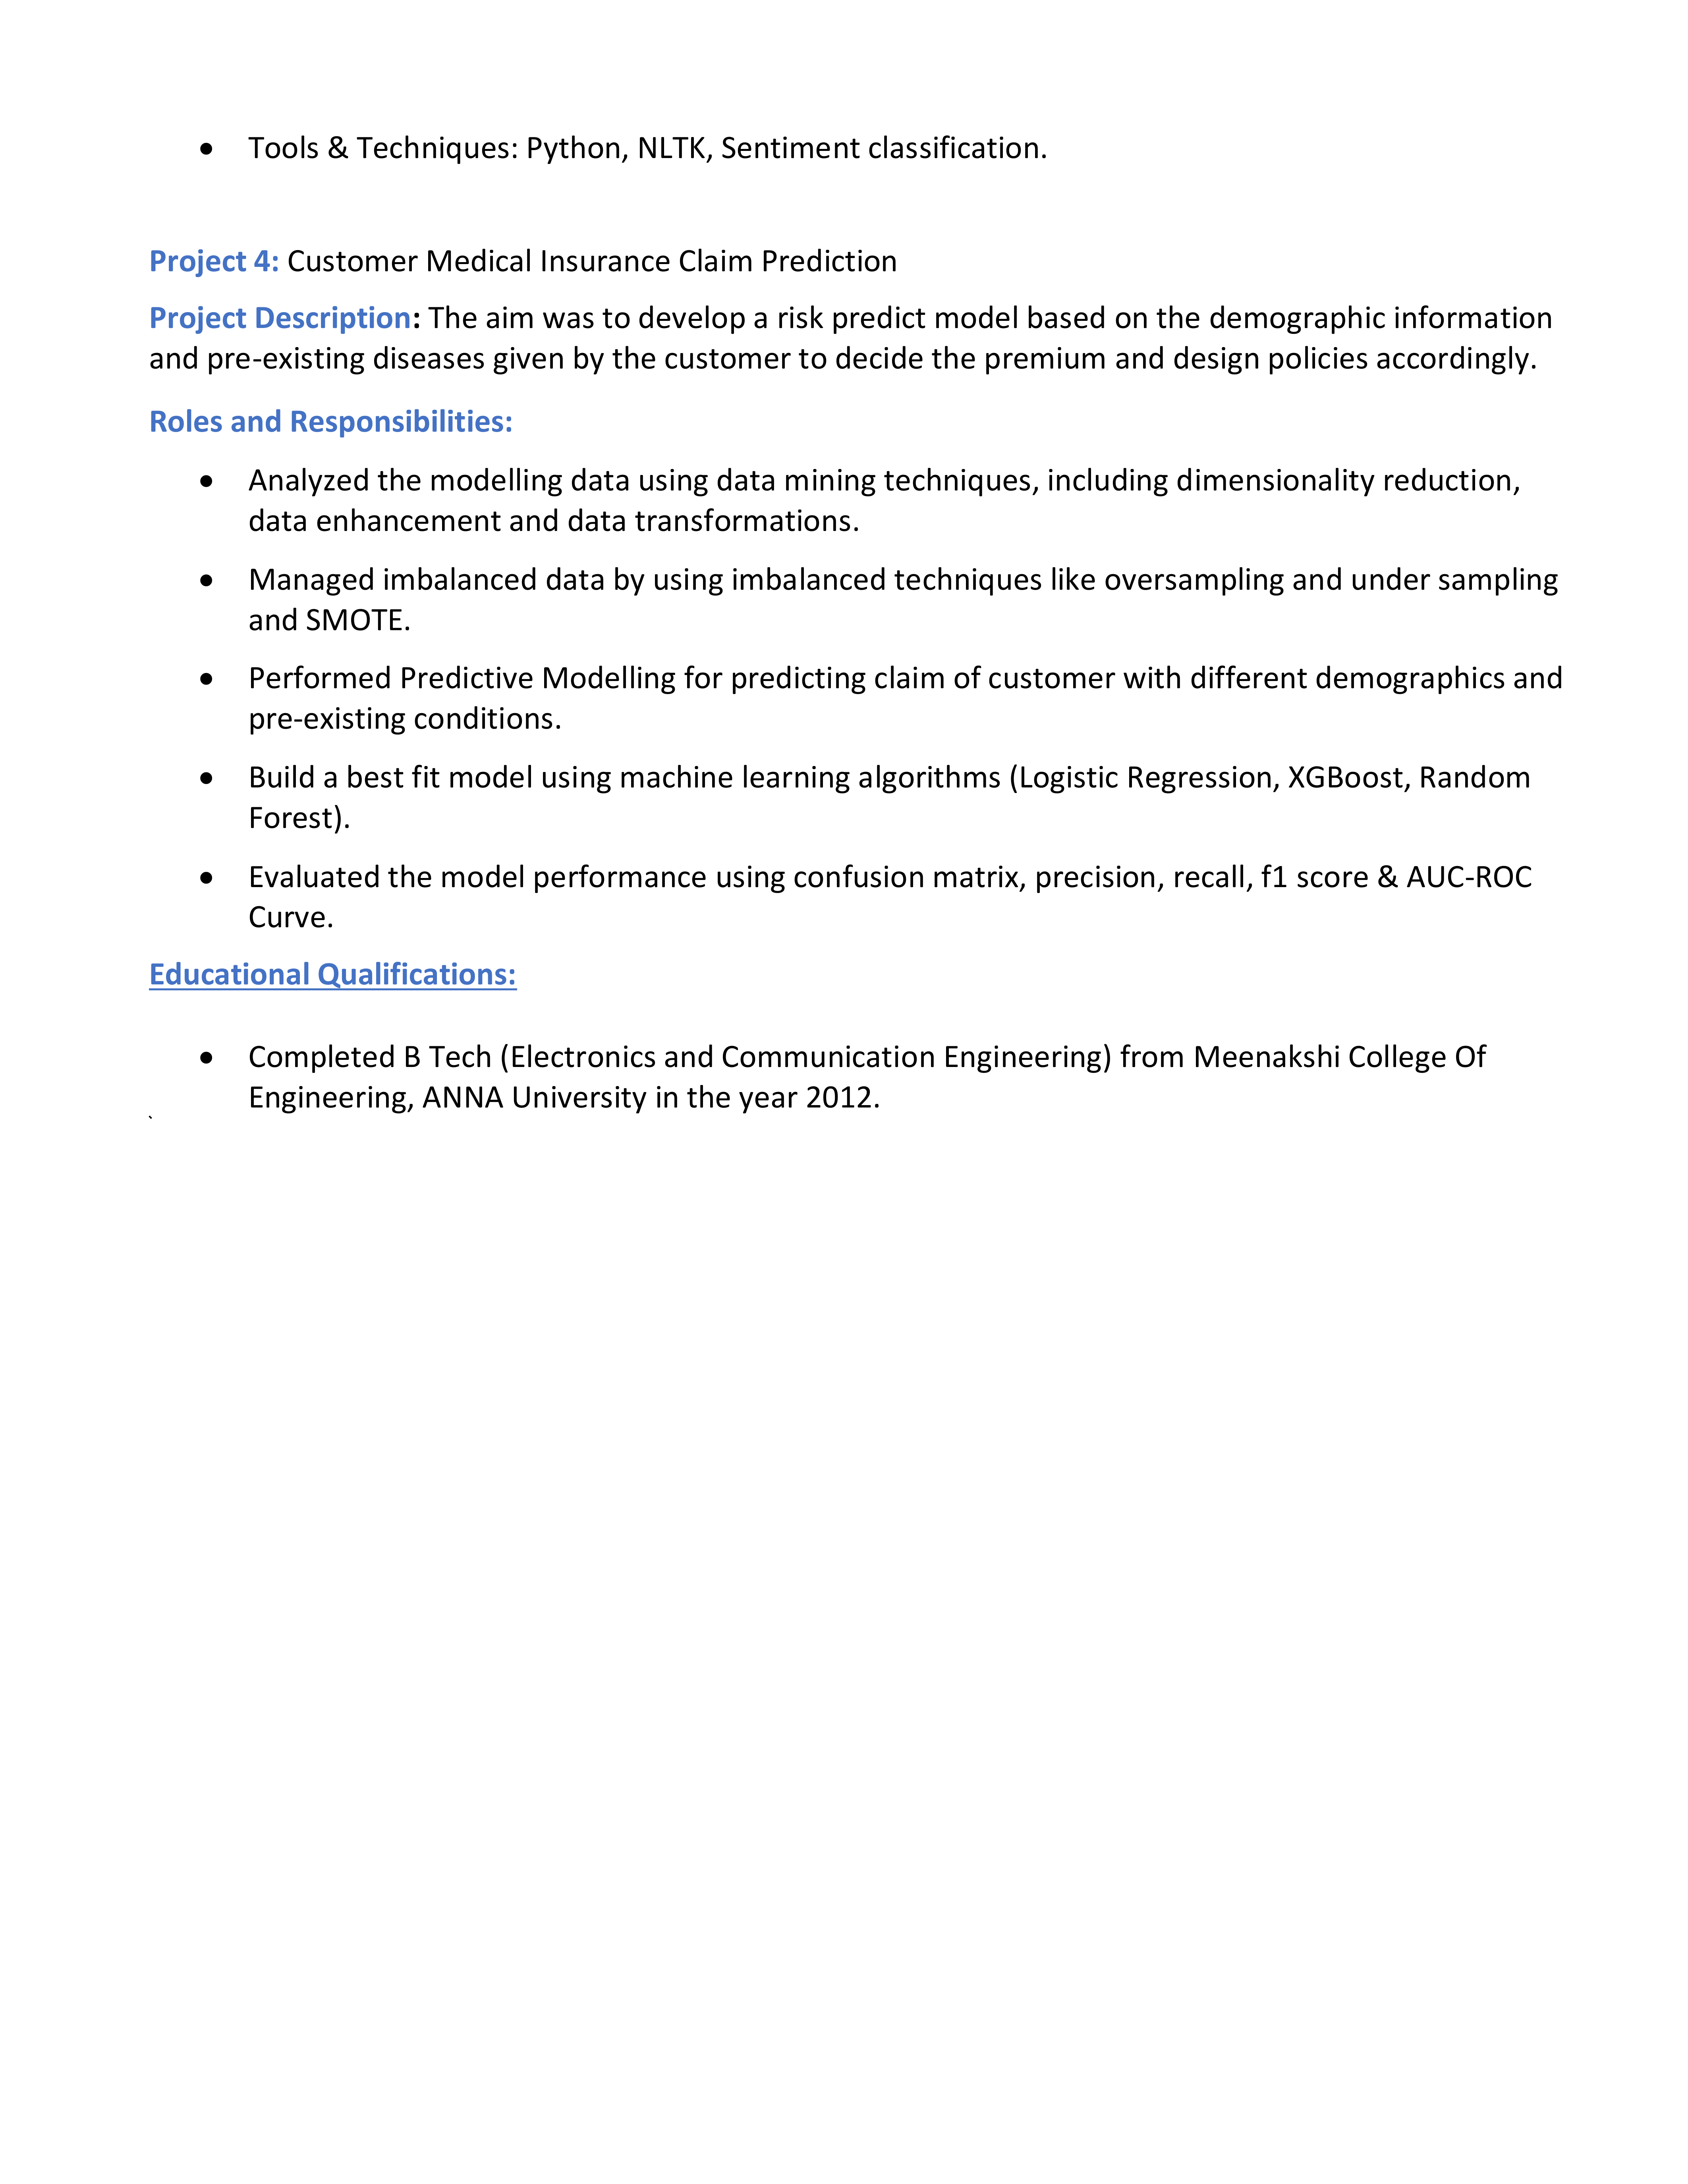 • Tools & Techniques: Python, NLTK, Sentiment classification.
Project 4: Customer Medical Insurance Claim Prediction
Project Description: The aim was to develop a risk predict model based on the demographic information
and pre-existing diseases given by the customer to decide the premium and design policies accordingly.
Roles and Responsibilities:
• Analyzed the modelling data using data mining techniques, including dimensionality reduction,
data enhancement and data transformations.
• Managed imbalanced data by using imbalanced techniques like oversampling and under sampling
and SMOTE.
• Performed Predictive Modelling for predicting claim of customer with different demographics and
pre-existing conditions.
• Build a best fit model using machine learning algorithms (Logistic Regression, XGBoost, Random
Forest).
• Evaluated the model performance using confusion matrix, precision, recall, f1 score & AUC-ROC
Curve.
Educational Qualifications:
• Completed B Tech (Electronics and Communication Engineering) from Meenakshi College Of
Engineering, ANNA University in the year 2012.
`